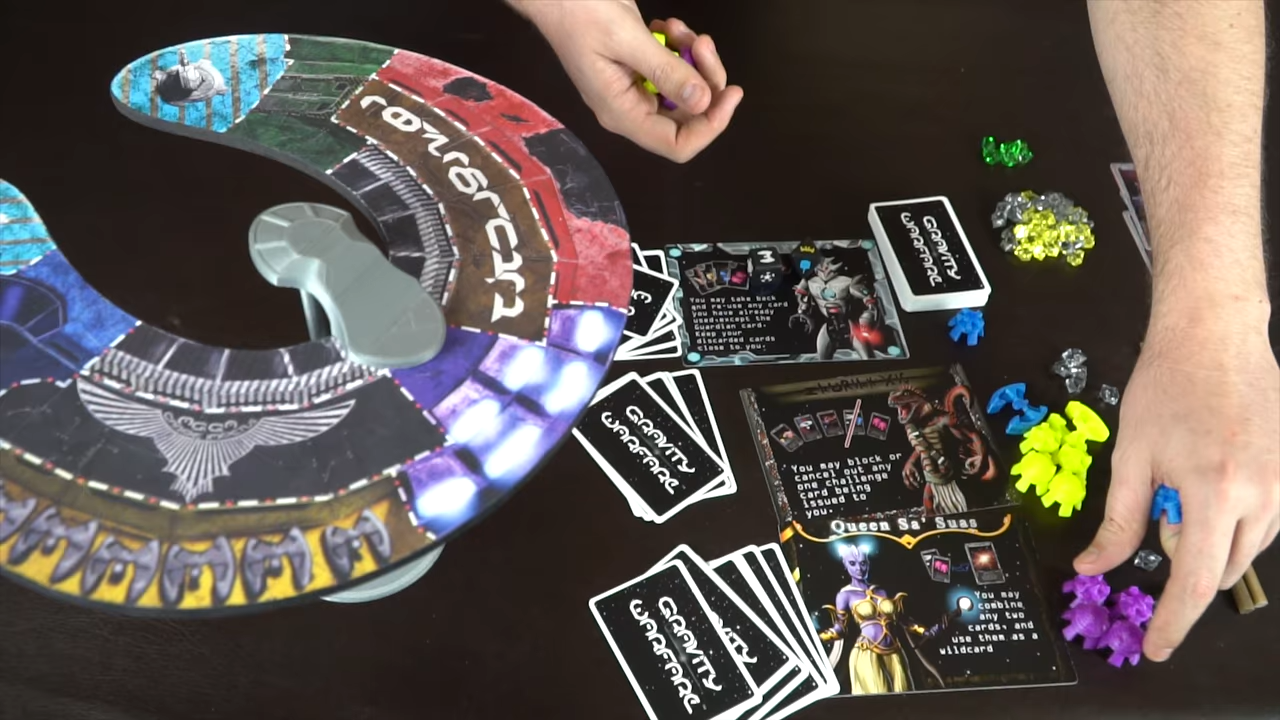 GRAVITY
WARFARE
You may take back
and re-use any card
you have already
used, except the
Guardian card.
Keep your
discarded cards
close to you.
GRAVITY
WARFARE
You may block or
cancel out any
one challenge
card being
issued to
you.
Queen Sa' Suas
You may
combine
any two
cards, and
use them as a
wildcard
GRAVITY
WARFARE